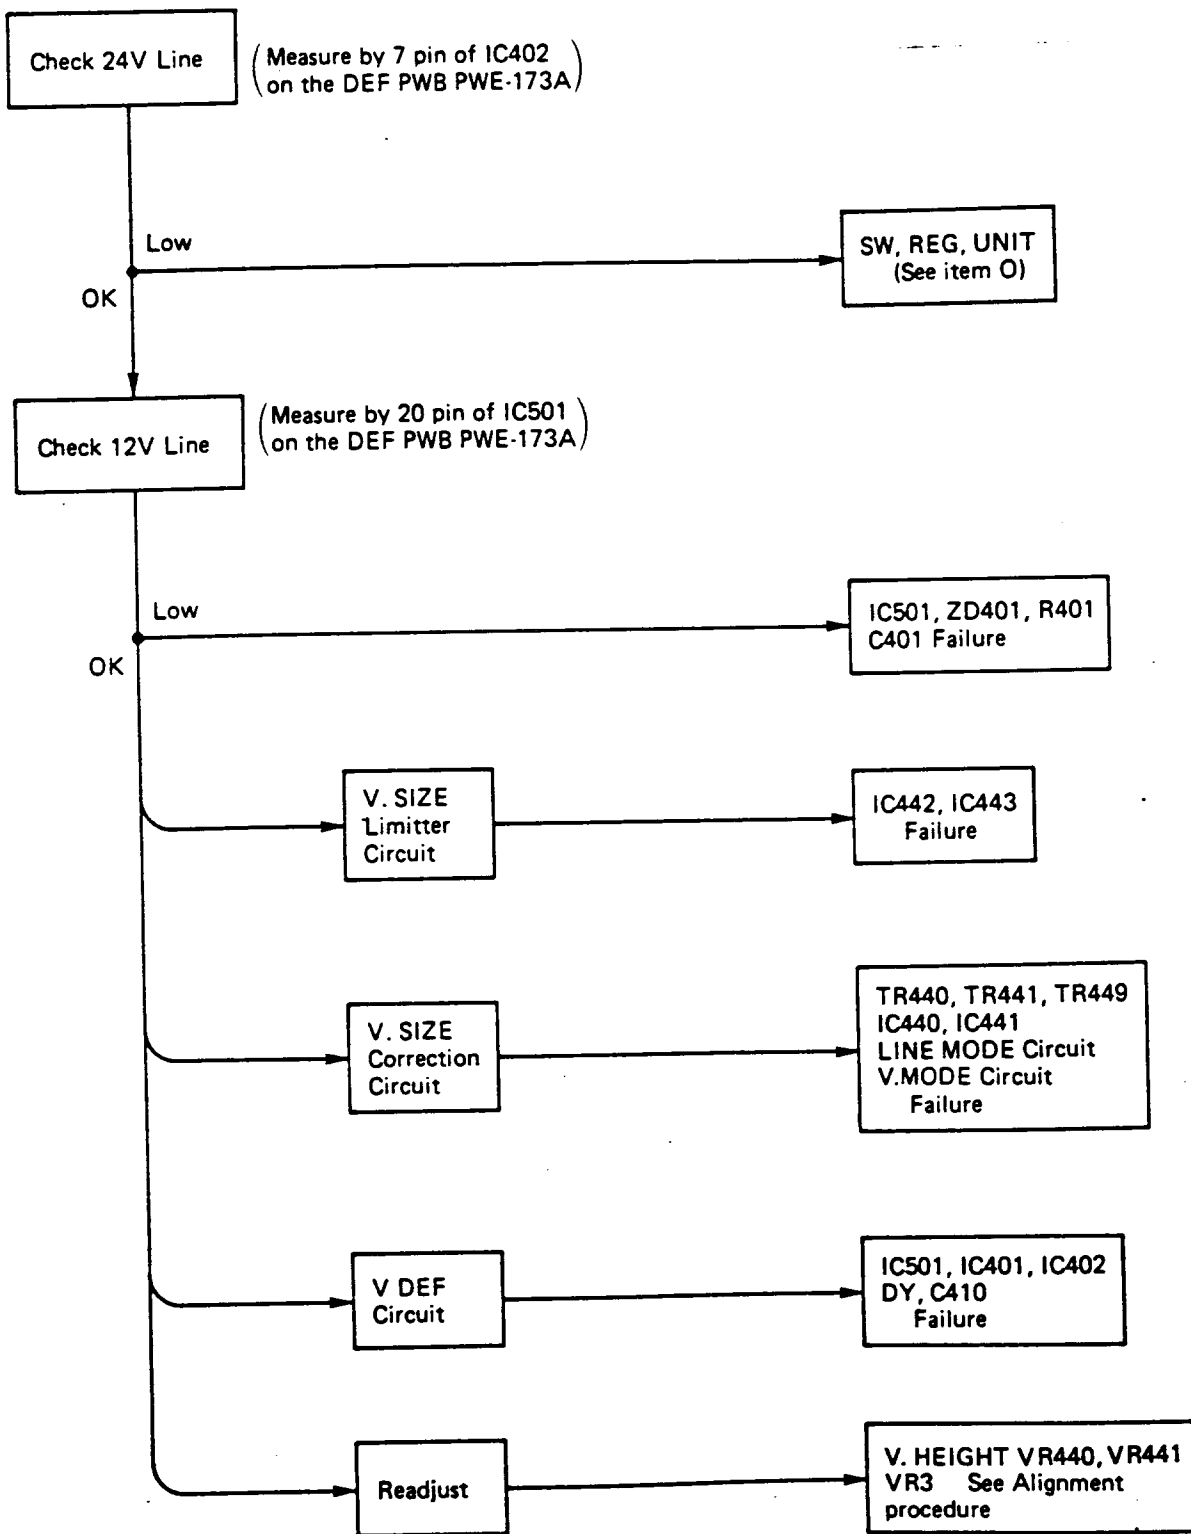 Check 24V Line
(Measure by 7 pin of IC402
on the DEF PWB PWE-173A)
Low
SW, REG, UNIT
(See item O)
OK
Check 12V Line
(Measure by 20 pin of IC501
on the DEF PWB PWE-173A)
Low
IC501, ZD401, R401
C401 Failure
OK
V. SIZE
Limitter
Circuit
IC442, IC443
Failure
V. SIZE
Correction
Circuit
TR440, TR441, TR449
IC440, IC441
LINE MODE Circuit
V.MODE Circuit
Failure
V DEF
Circuit
IC501, IC401, IC402
DY, C410
Failure
Readjust
V. HEIGHT VR440, VR441
VR3 See Alignment
procedure